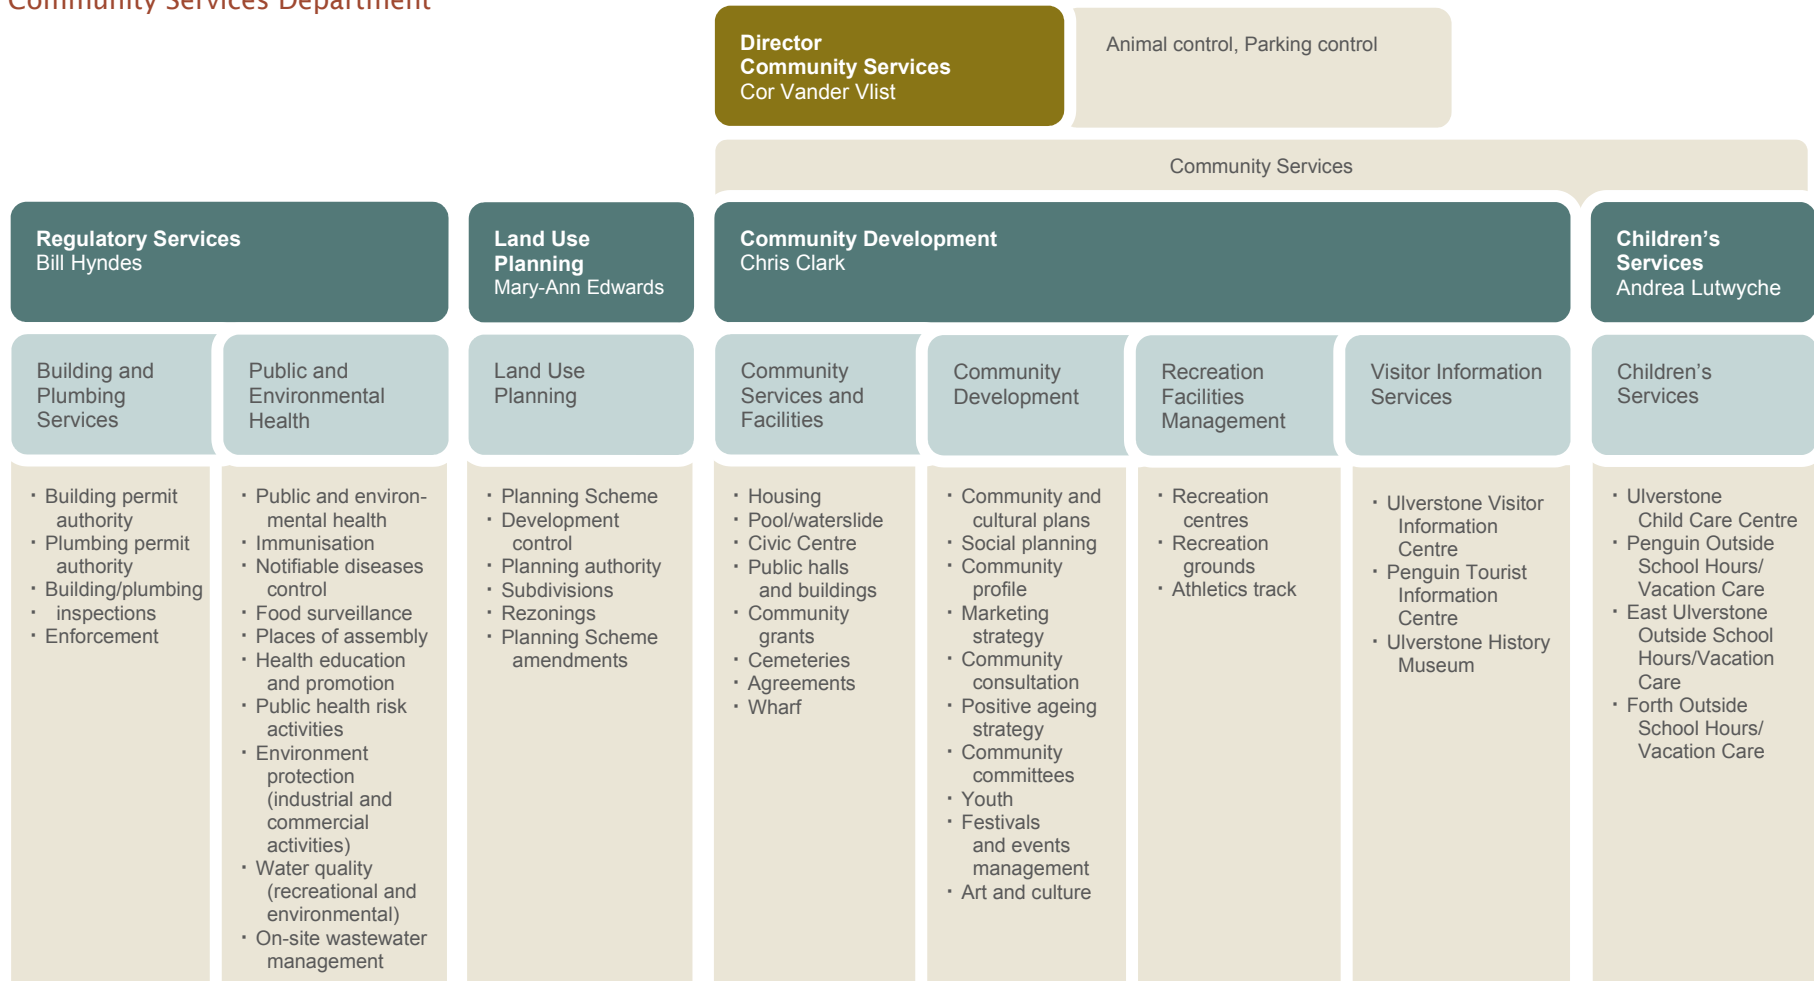 Community Services Department
Director
Community Services
Cor Vander Vlist
Animal control, Parking control
Community Services
Regulatory Services
Bill Hyndes
Land Use
Planning
Mary-Ann Edwards
Community Development
Chris Clark
Children’s
Services
Andrea Lutwyche
Building and
Plumbing
Services
Public and
Environmental
Health
Land Use
Planning
Community
Services and
Facilities
Community
Development
Recreation
Facilities
Management
Visitor Information
Services
Children’s
Services
· Building permit
authority
· Plumbing permit
authority
· Building/plumbing
· inspections
· Enforcement
· Public and environ-
mental health
· Immunisation
· Notifiable diseases
control
· Food surveillance
· Places of assembly
· Health education
and promotion
· Public health risk
activities
· Environment
protection
(industrial and
commercial
activities)
· Water quality
(recreational and
environmental)
· On-site wastewater
management
· Planning Scheme
· Development
control
· Planning authority
· Subdivisions
· Rezonings
· Planning Scheme
amendments
· Housing
· Pool/waterslide
· Civic Centre
· Public halls
and buildings
· Community
grants
· Cemeteries
· Agreements
· Wharf
· Community and
cultural plans
· Social planning
· Community
profile
· Marketing
strategy
· Community
consultation
· Positive ageing
strategy
· Community
committees
· Youth
· Festivals
and events
management
· Art and culture
· Recreation
centres
· Recreation
grounds
· Athletics track
· Ulverstone Visitor
Information
Centre
· Penguin Tourist
Information
Centre
· Ulverstone History
Museum
· Ulverstone
Child Care Centre
· Penguin Outside
School Hours/
Vacation Care
· East Ulverstone
Outside School
Hours/Vacation
Care
· Forth Outside
School Hours/
Vacation Care